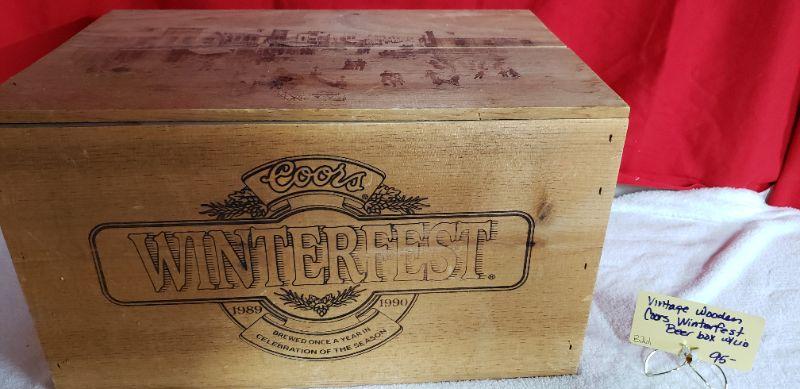 Coors
WINTERFEST
1989 1990
BREWED ONCE A YEAR IN
CELEBRATION OF THE SEASON
Vintage Wooden
Coors Winterfest
Beer box w/LID
95-